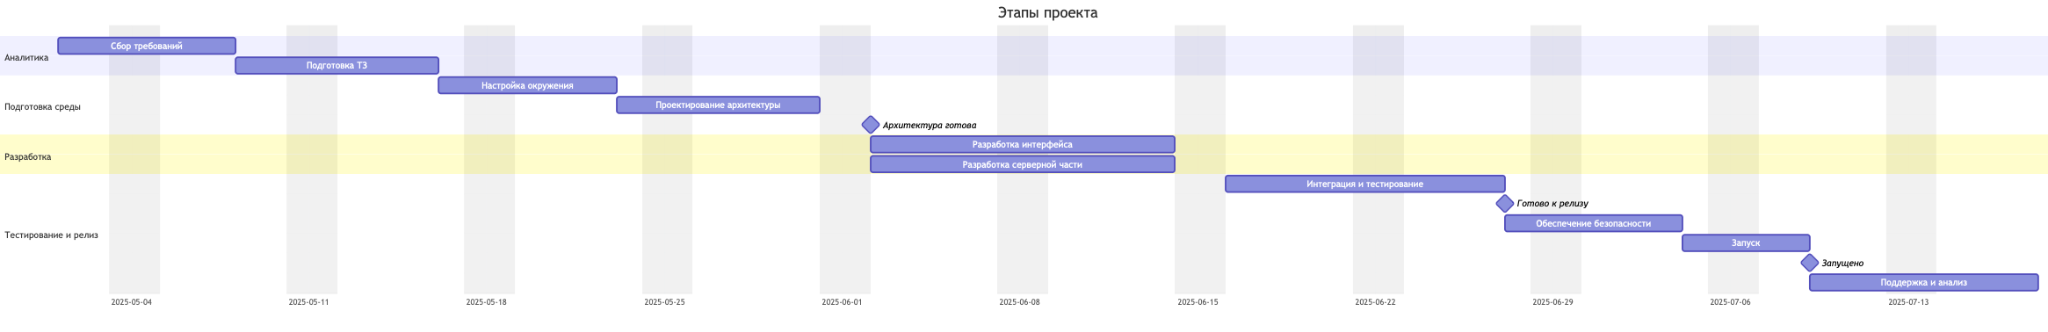 Этапы проекта
Сбор требований
Аналитика
Подготовка ТЗ
Настройка окружения
Подготовка среды
Проектирование архитектуры
Архитектура готова
Разработка интерфейса
Разработка
Разработка серверной части
Интеграция и тестирование
Готово к релизу
Обеспечение безопасности
Тестирование и релиз
Запуск
Запущено
Поддержка и анализ
2025-05-04 2025-05-11 2025-05-18 2025-05-25 2025-06-01 2025-06-08 2025-06-15 2025-06-22 2025-06-29 2025-07-06 2025-07-13